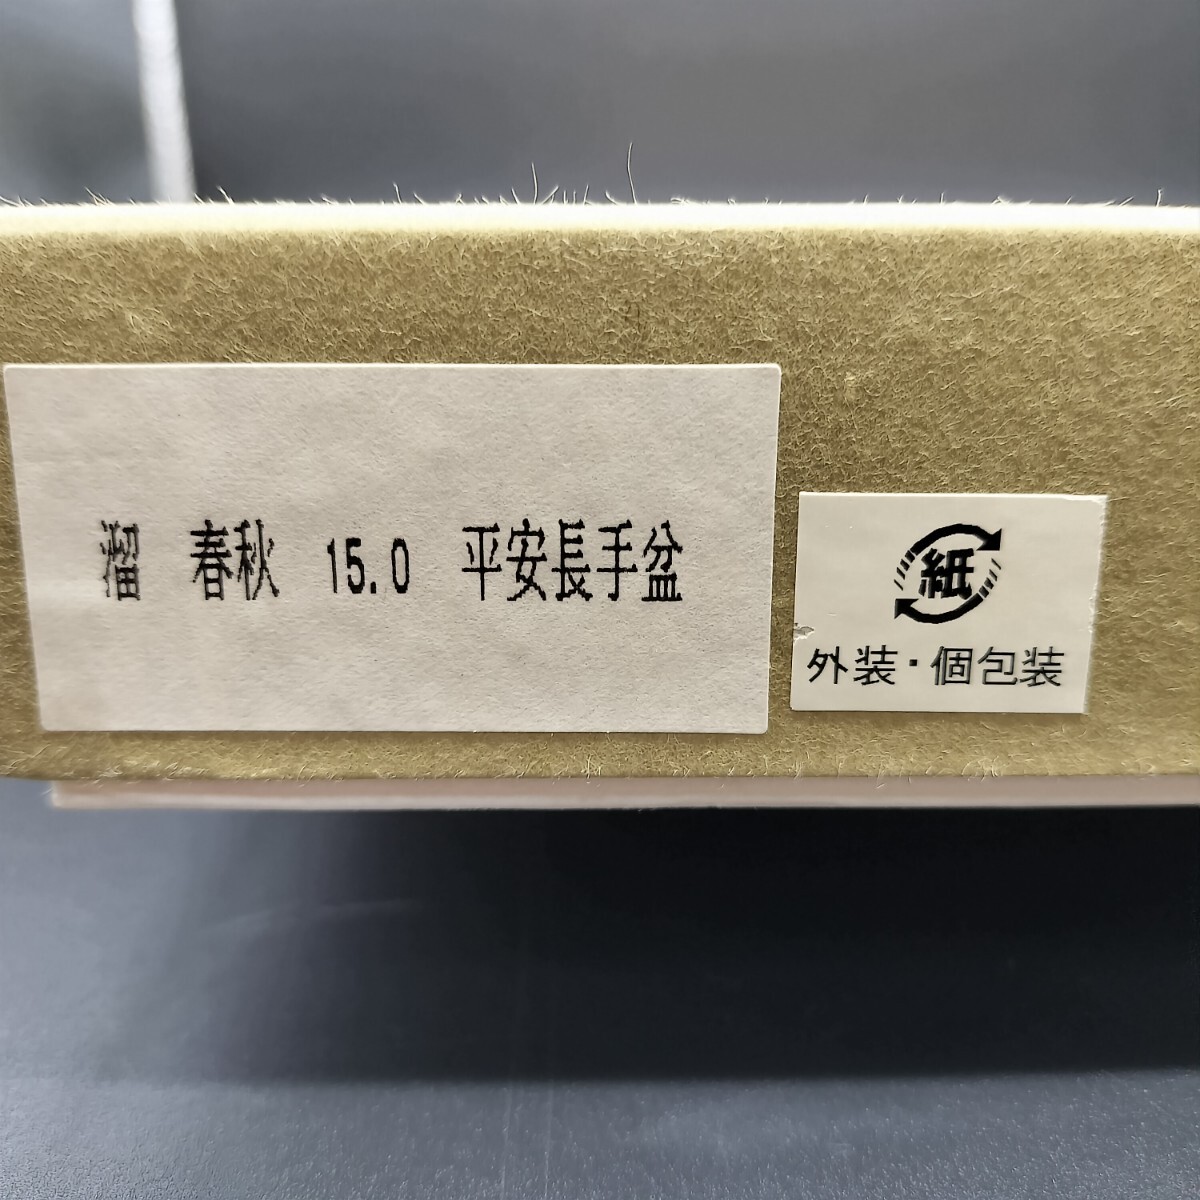 溜 春秋 15.0 平安長手盆
紙
外装・個包装